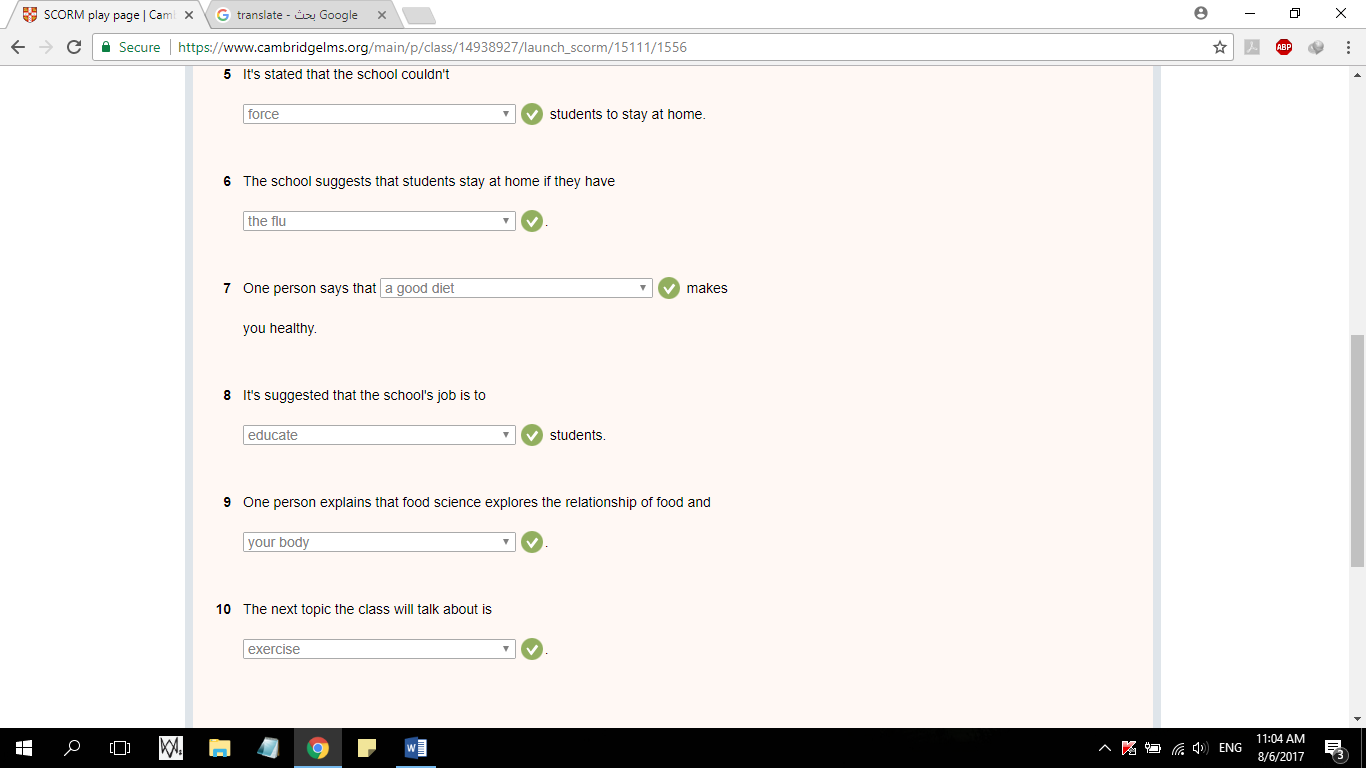 SCORM play page | Cam
translate - بحث Google
Secure
https://www.cambridgelms.org/main/p/class/14938927/launch_scorm/15111/1556
ABP
5 It's stated that the school couldn't
force students to stay at home.
6 The school suggests that students stay at home if they have
the flu .
7 One person says that a good diet makes
you healthy.
8 It's suggested that the school's job is to
educate students.
9 One person explains that food science explores the relationship of food and
your body .
10 The next topic the class will talk about is
exercise .
ENG
11:04 AM
8/6/2017
3